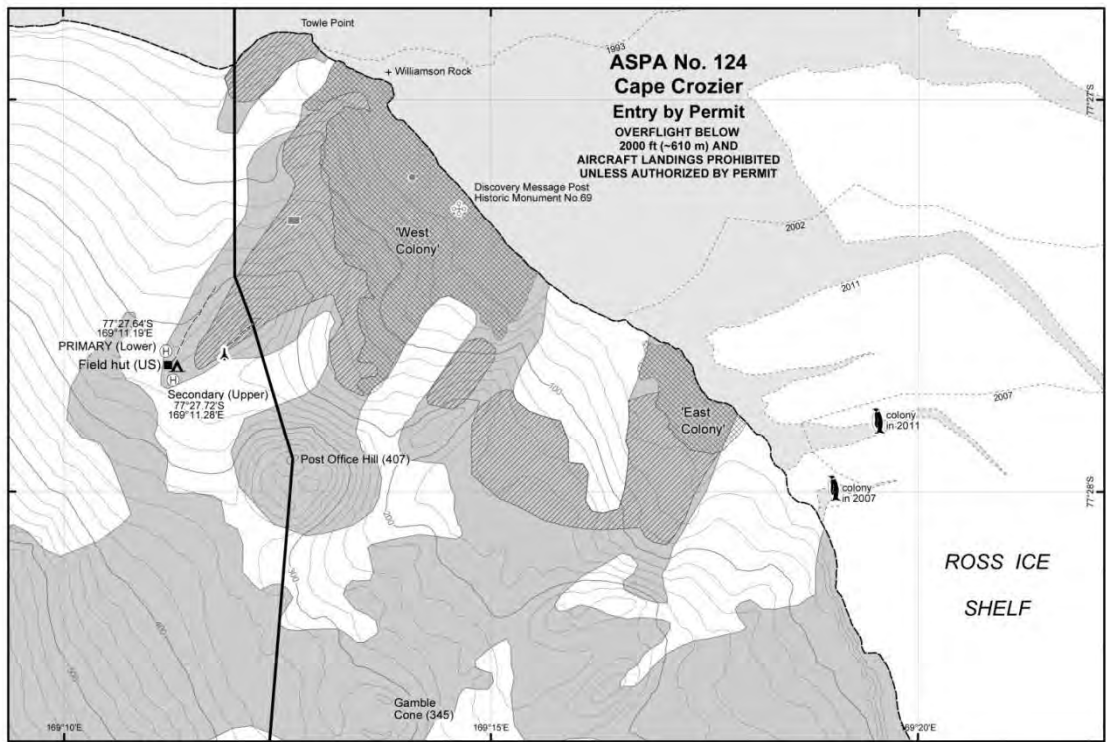 Towle Point
Williamson Rock
1993
ASPA No. 124
Cape Crozier
Entry by Permit
OVERFLIGHT BELOW
2000 ft (~610 m) AND
AIRCRAFT LANDINGS PROHIBITED
UNLESS AUTHORIZED BY PERMIT
77°27'S
Discovery Message Post
Historic Monument No.69
'West
Colony'
2002
2011
77°27.64'S
169°11.19'E
PRIMARY (Lower)
H
Field hut (US)
H
Secondary (Upper)
77°27.72'S
169°11.28'E
100
'East
Colony'
2007
colony
in 2011
Post Office Hill (407)
colony
in 2007
77°28'S
200
300
400
500
ROSS ICE
SHELF
Gamble
Cone (345)
169°10'E
169°15'E
169°20'E